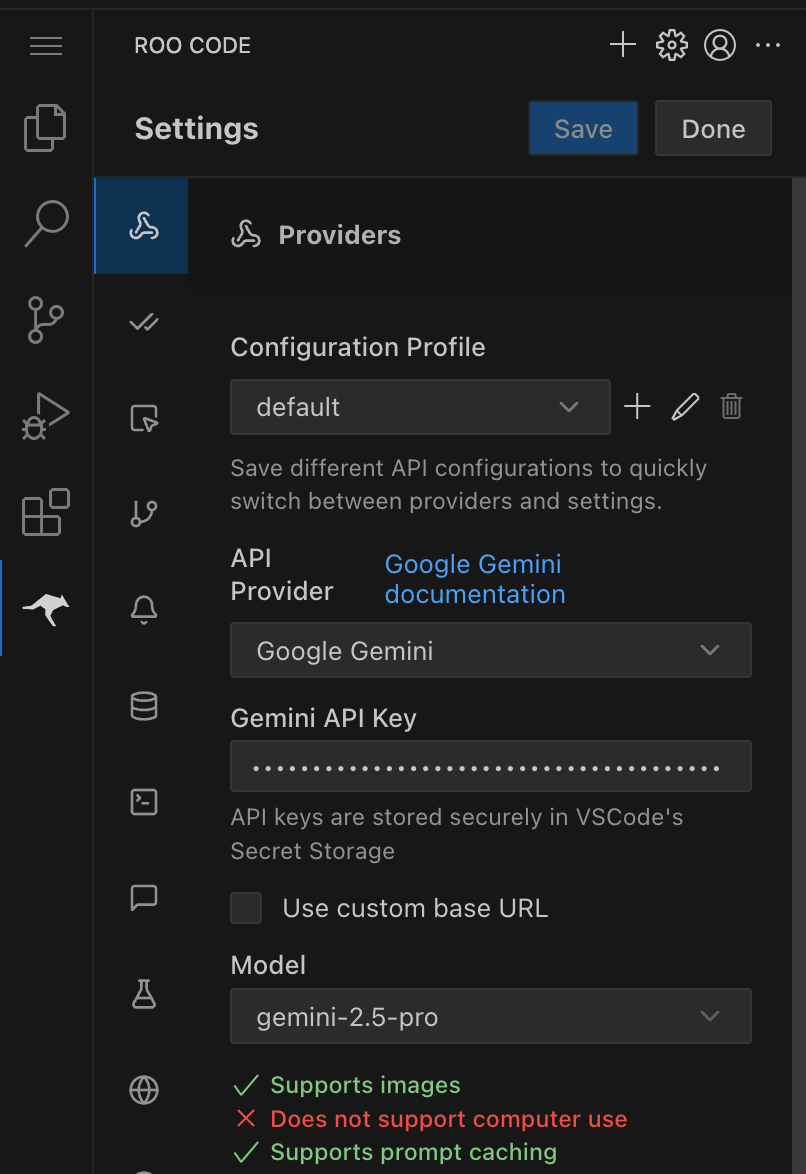 ROO CODE
Settings
Save
Done
Providers
Configuration Profile
default
Save different API configurations to quickly
switch between providers and settings.
API
Provider
Google Gemini
documentation
Google Gemini
Gemini API Key
••••••••••••••••••••••••••••••••••••••••
API keys are stored securely in VSCode's
Secret Storage
Use custom base URL
Model
gemini-2.5-pro
Supports images
Does not support computer use
Supports prompt caching